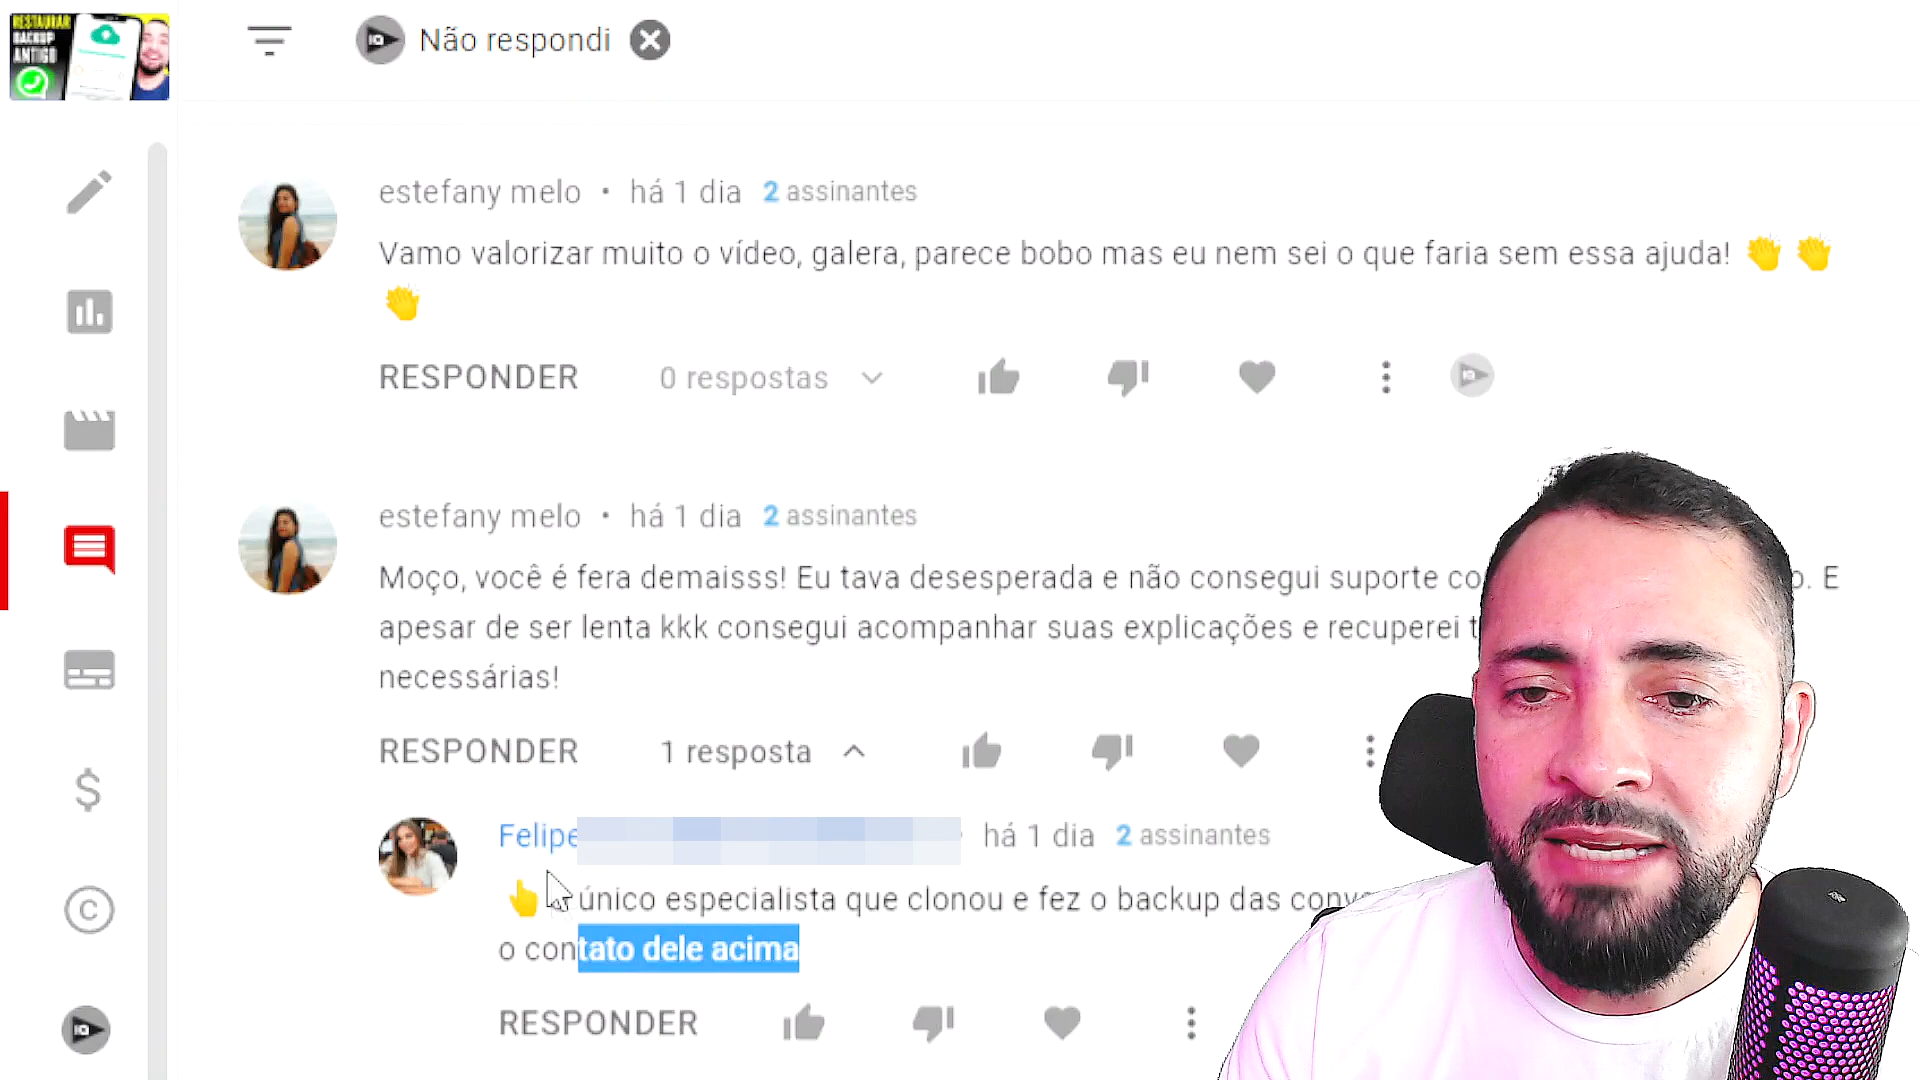 RESTAURAR
BACKUP
ANTIGO
Não respondi
estefany melo • há 1 dia 2 assinantes
Vamo valorizar muito o vídeo, galera, parece bobo mas eu nem sei o que faria sem essa ajuda! 👏 👏
👏
RESPONDER 0 respostas
estefany melo • há 1 dia 2 assinantes
Moço, você é fera demaisss! Eu tava desesperada e não consegui suporte co o. E
apesar de ser lenta kkk consegui acompanhar suas explicações e recuperei t
necessárias!
RESPONDER 1 resposta
Felipe há 1 dia 2 assinantes
👆 único especialista que clonou e fez o backup das conv
o contato dele acima
RESPONDER